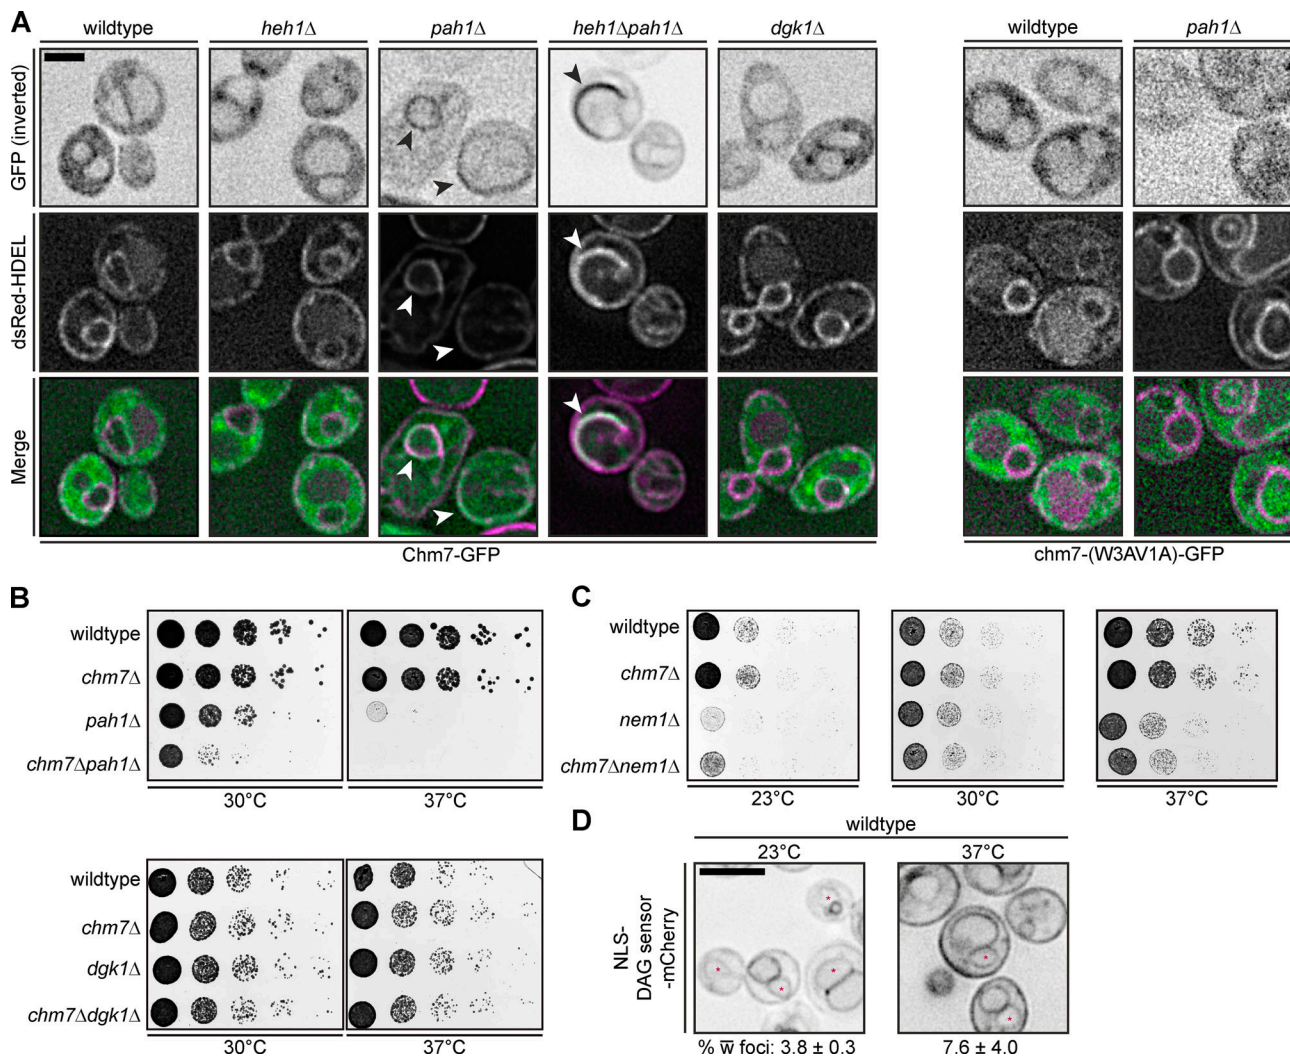 A
wildtype heh1Δ pah1Δ heh1Δpah1Δ dgk1Δ wildtype pah1Δ
GFP (inverted)
dsRed-HDEL
Merge
Chm7-GFP chm7-(W3AV1A)-GFP
B
wildtype
chm7Δ
pah1Δ
chm7Δpah1Δ
30°C 37°C
wildtype
chm7Δ
dgk1Δ
chm7Δdgk1Δ
30°C 37°C
C
wildtype
chm7Δ
nem1Δ
chm7Δnem1Δ
23°C 30°C 37°C
D
wildtype
23°C 37°C
NLS-
DAG sensor
-mCherry
% w̅ foci: 3.8 ± 0.3 7.6 ± 4.0